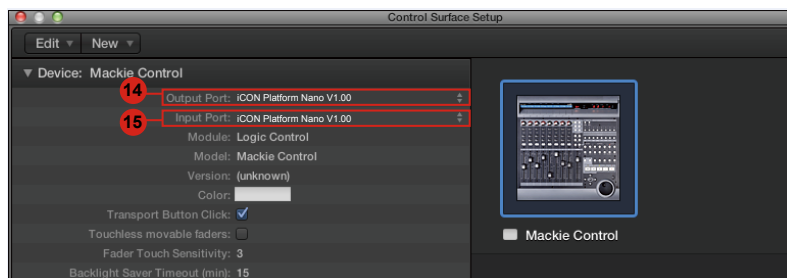 Control Surface Setup
Edit New
Device: Mackie Control
14 Output Port: iCON Platform Nano V1.00
15 Input Port: iCON Platform Nano V1.00
Module: Logic Control
Model: Mackie Control
Version: (unknown)
Color:
Transport Button Click:
Touchless movable faders:
Mackie Control
Fader Touch Sensitivity: 3
Backlight Saver Timeout (min): 15